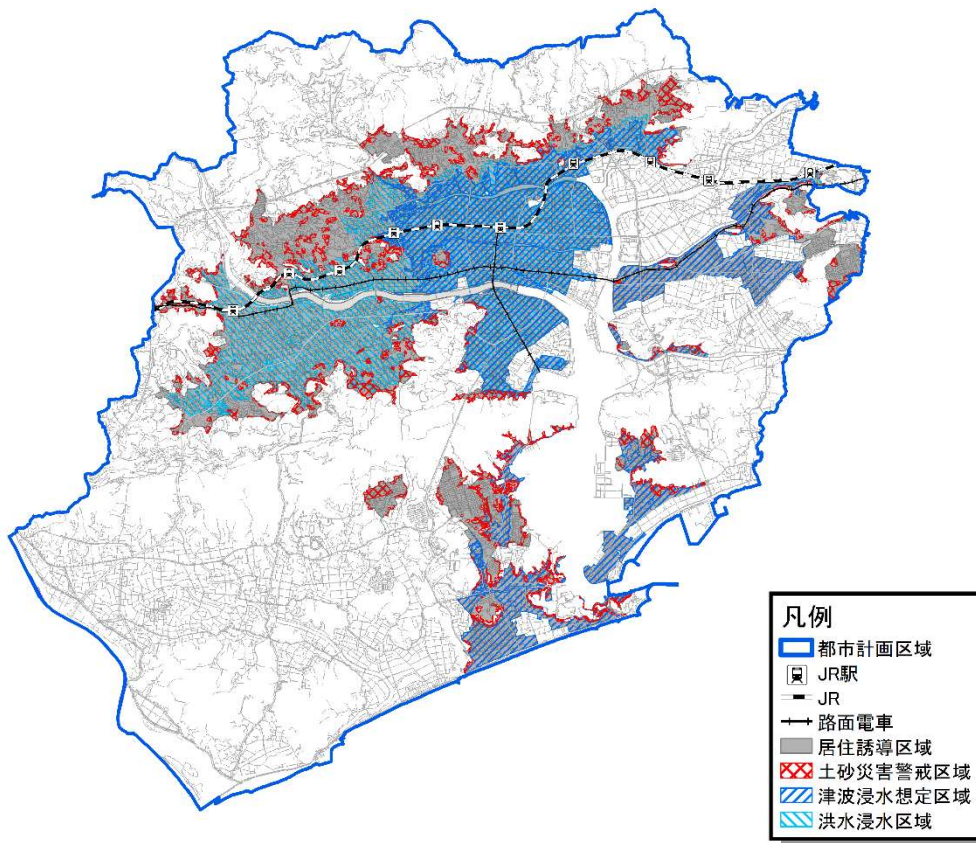 凡例
都市計画区域
JR駅
JR
路面電車
居住誘導区域
土砂災害警戒区域
津波浸水想定区域
洪水浸水区域